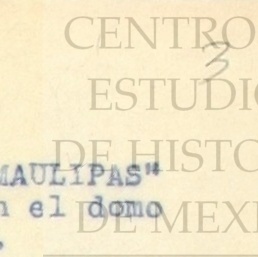 CENTRO
3
ESTUDIO
DE HISTO
MAULIPAS"
n el domo
DE MEXI